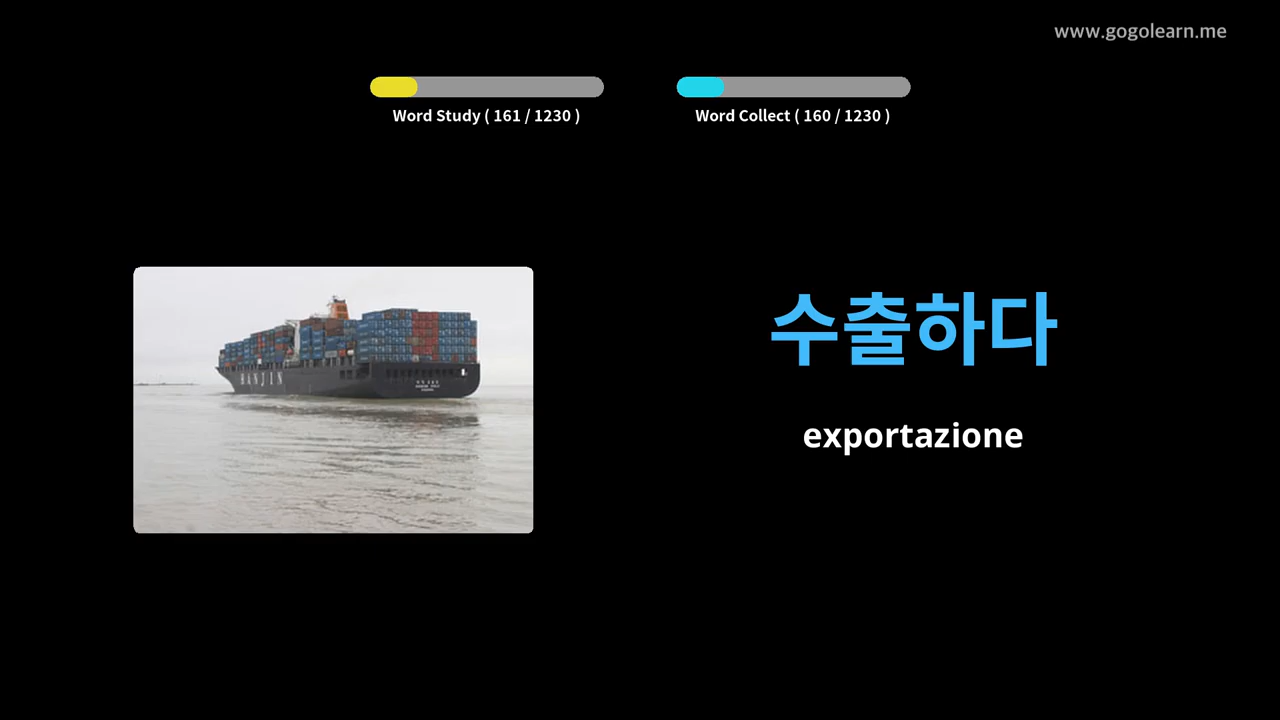 www.gogolearn.me
Word Study ( 161 / 1230 )
Word Collect ( 160 / 1230 )
HANJIN
수출하다
exportazione